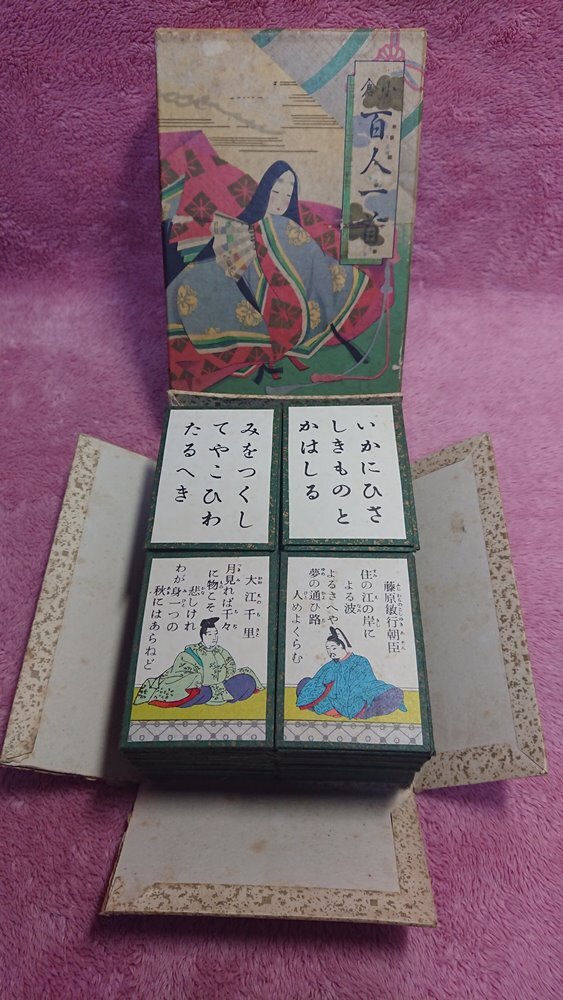 小倉
百人一首
いかにひさ
しきものと
かはしる
みをつくし
てやこひわ
たるへき
藤原敏行朝臣
住の江の岸に
よる波
よるさへや
夢の通ひ路
人めよくらむ
大江千里
月見れば千々
に物こそ
悲しけれ
わが身一つの
秋にはあらねど